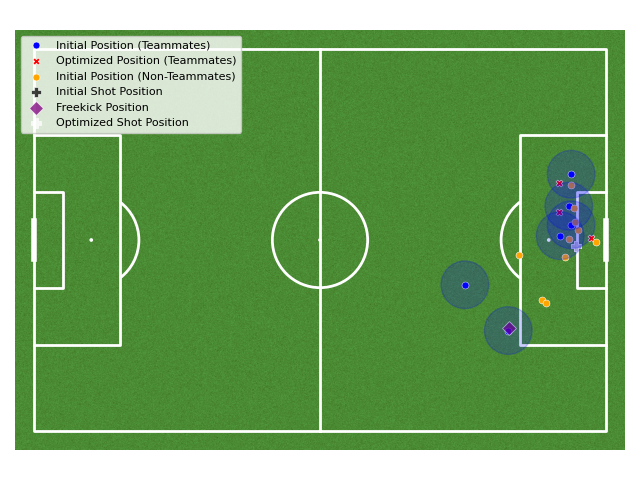 Initial Position (Teammates)
Optimized Position (Teammates)
Initial Position (Non-Teammates)
Initial Shot Position
Freekick Position
Optimized Shot Position